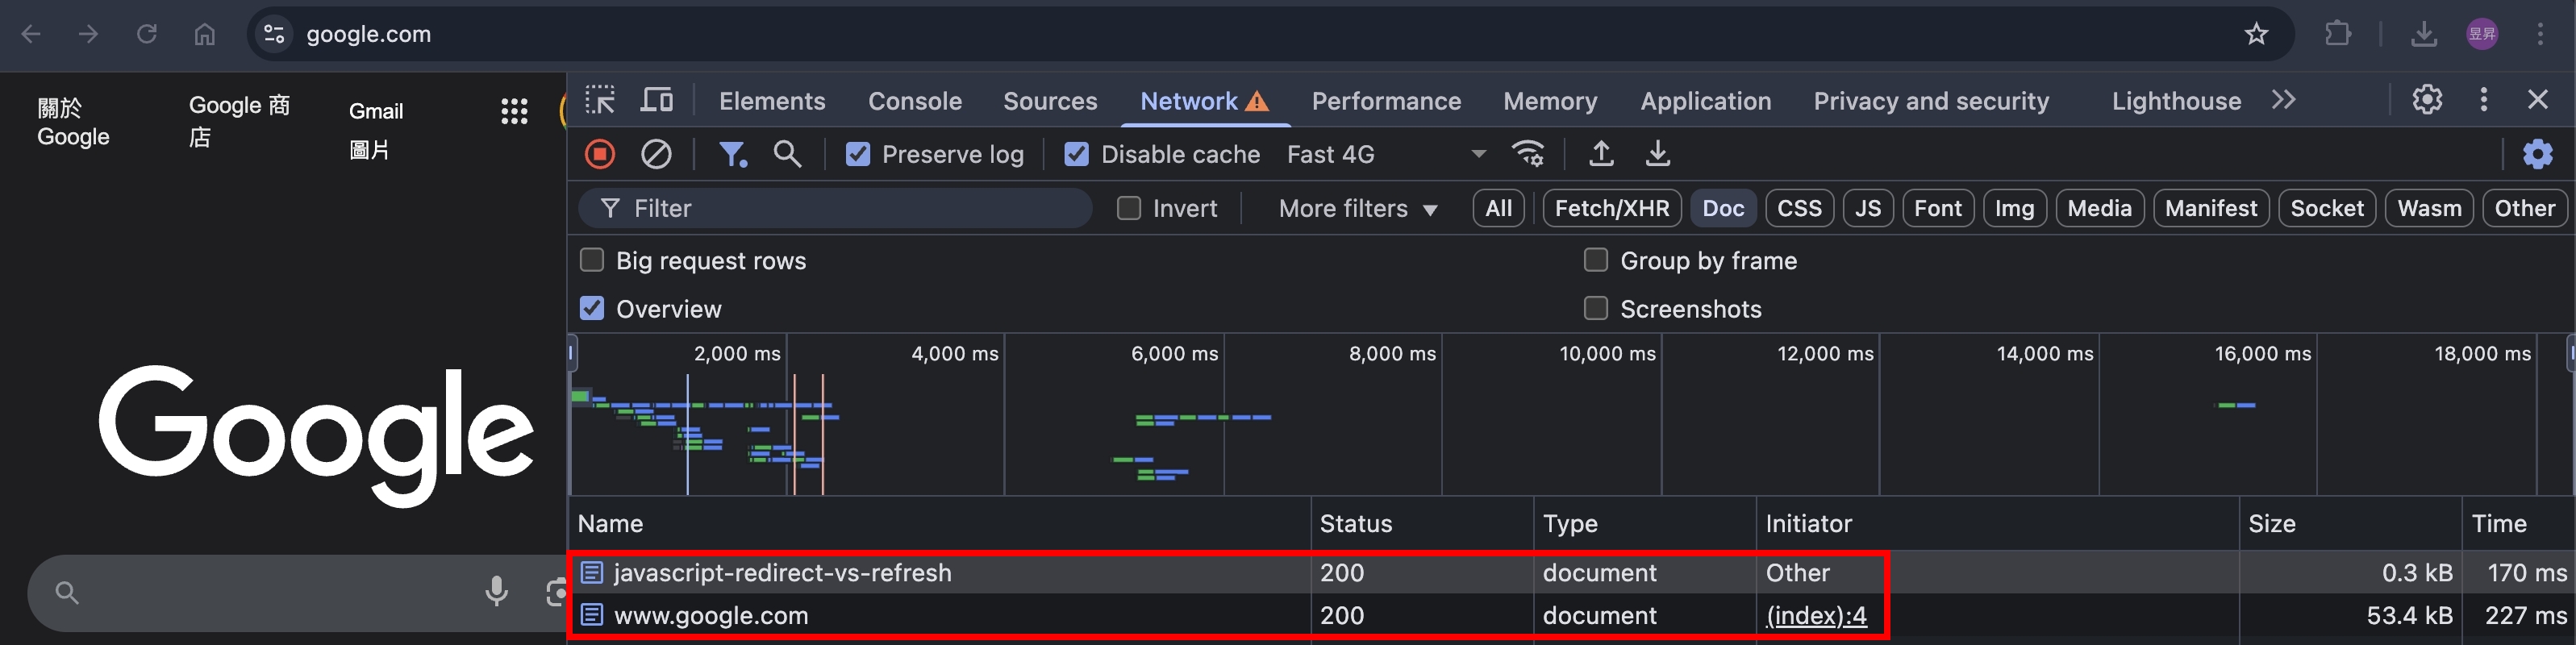 google.com
昱昇
關於
Google
Google 商
店
Gmail
圖片
Google
Elements Console Sources Network Performance Memory Application Privacy and security Lighthouse
Preserve log Disable cache Fast 4G
Filter Invert More filters All Fetch/XHR Doc CSS JS Font Img Media Manifest Socket Wasm Other
Big request rows Group by frame
Overview Screenshots
2,000 ms 4,000 ms 6,000 ms 8,000 ms 10,000 ms 12,000 ms 14,000 ms 16,000 ms 18,000 ms
Name Status Type Initiator Size Time
javascript-redirect-vs-refresh 200 document Other 0.3 kB 170 ms
www.google.com 200 document (index):4 53.4 kB 227 ms